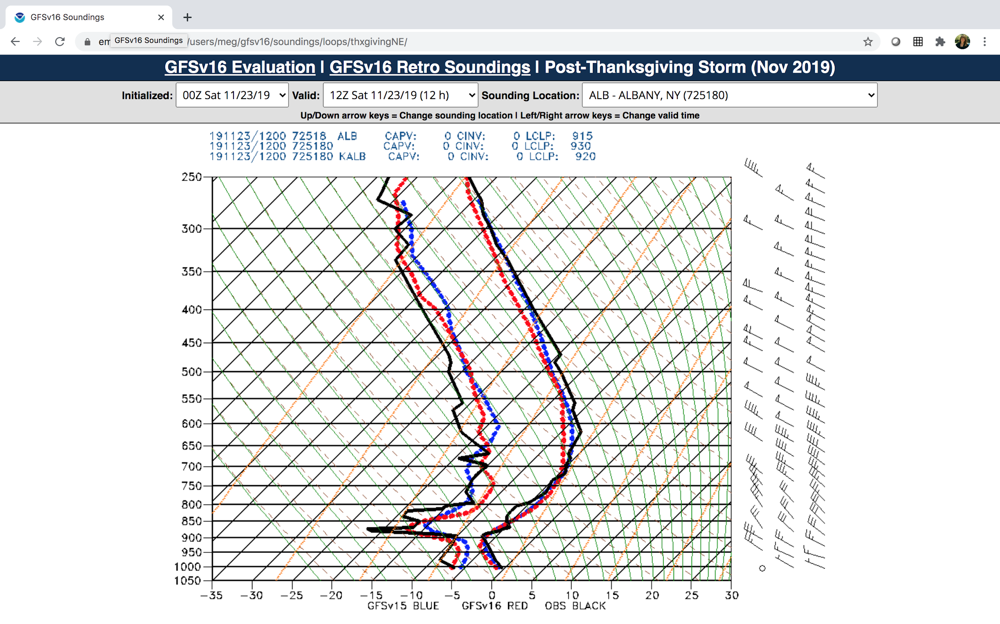 GFSv16 Soundings
em GFSv16 Soundings /users/meg/gfsv16/soundings/loops/thxgivingNE/
GFSv16 Evaluation | GFSv16 Retro Soundings | Post-Thanksgiving Storm (Nov 2019)
Initialized: 00Z Sat 11/23/19 Valid: 12Z Sat 11/23/19 (12 h) Sounding Location: ALB - ALBANY, NY (725180)
Up/Down arrow keys = Change sounding location | Left/Right arrow keys = Change valid time
191123/1200 72518 ALB CAPV: 0 CINV: 0 LCLP: 915
191123/1200 725180 CAPV: 0 CINV: 0 LCLP: 930
191123/1200 725180 KALB CAPV: 0 CINV: 0 LCLP: 920
250
300
350
400
450
500
550
600
650
700
750
800
850
900
950
1000
1050
−35 −30 −25 −20 −15 −10 −5 0 5 10 15 20 25 30
GFSv15 BLUE GFSv16 RED OBS BLACK